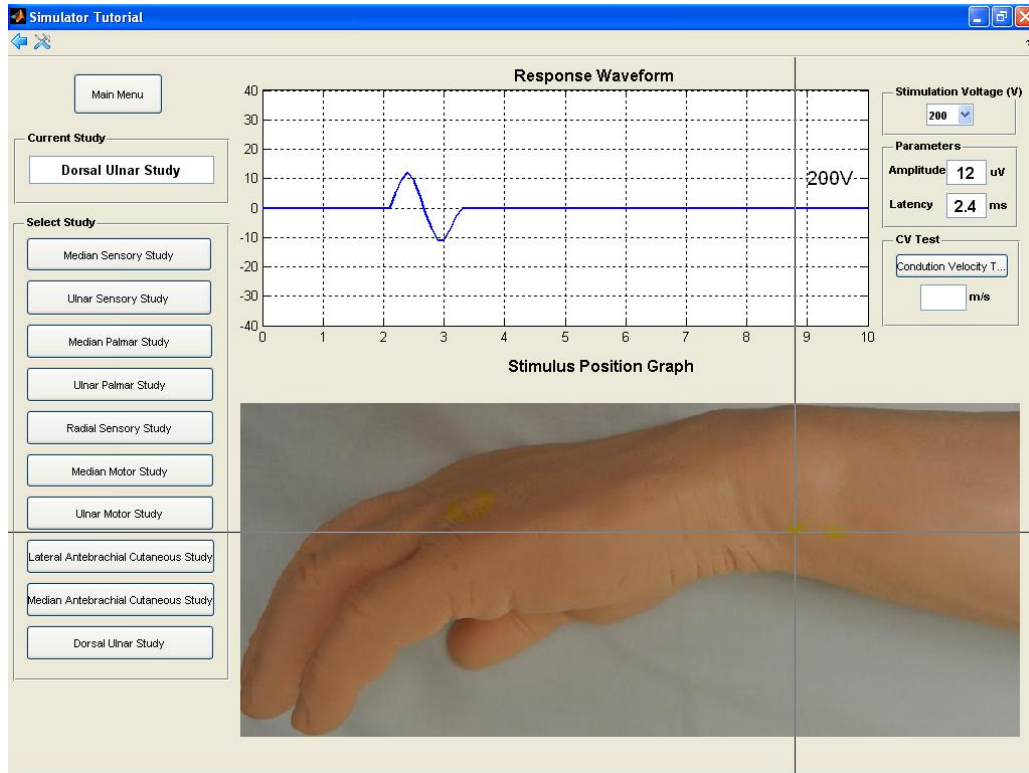 Simulator Tutorial
Main Menu
Current Study
Dorsal Ulnar Study
Select Study
Median Sensory Study
Ulnar Sensory Study
Median Palmar Study
Ulnar Palmar Study
Radial Sensory Study
Median Motor Study
Ulnar Motor Study
Lateral Antebrachial Cutaneous Study
Median Antebrachial Cutaneous Study
Dorsal Ulnar Study
Response Waveform
40
30
20
10
0
-10
-20
-30
-40
0 1 2 3 4 5 6 7 8 9 10
200V
Stimulus Position Graph
Stimulation Voltage (V)
200
Parameters
Amplitude 12 uV
Latency 2.4 ms
CV Test
Condution Velocity T...
m/s